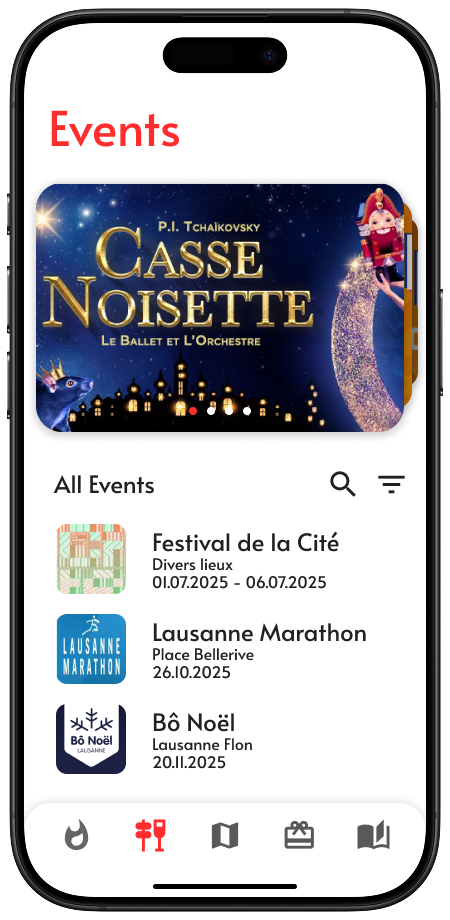 Events
P.I. Tchaïkovsky
Casse
Noisette
Le Ballet et L'Orchestre
All Events
Festival de la Cité
Divers lieux
01.07.2025 - 06.07.2025
LAUSANNE
MARATHON
Lausanne Marathon
Place Bellerive
26.10.2025
Bô Noël
LAUSANNE
Bô Noël
Lausanne Flon
20.11.2025